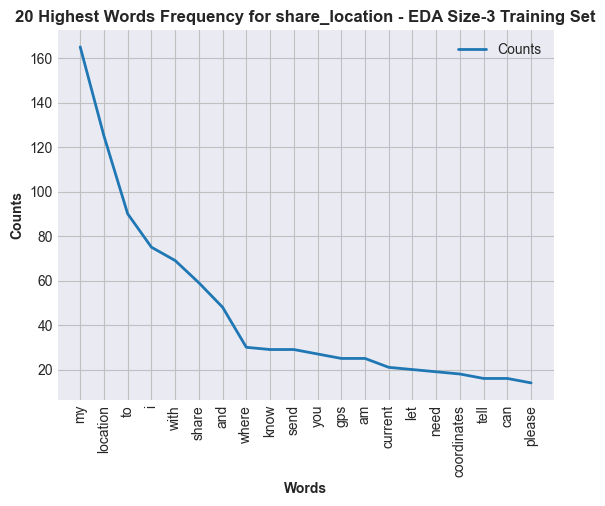 20 Highest Words Frequency for share_location - EDA Size-3 Training Set
Counts
160
140
120
100
80
60
40
20
Counts
my
location
to
i
with
share
and
where
know
send
you
gps
am
current
let
need
coordinates
tell
can
please
Words